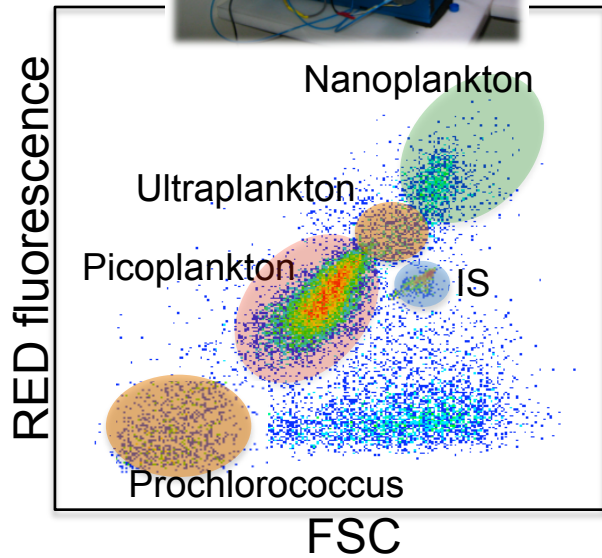 Nanoplankton
Ultraplankton
Picoplankton
IS
Prochlorococcus
RED fluorescence
FSC